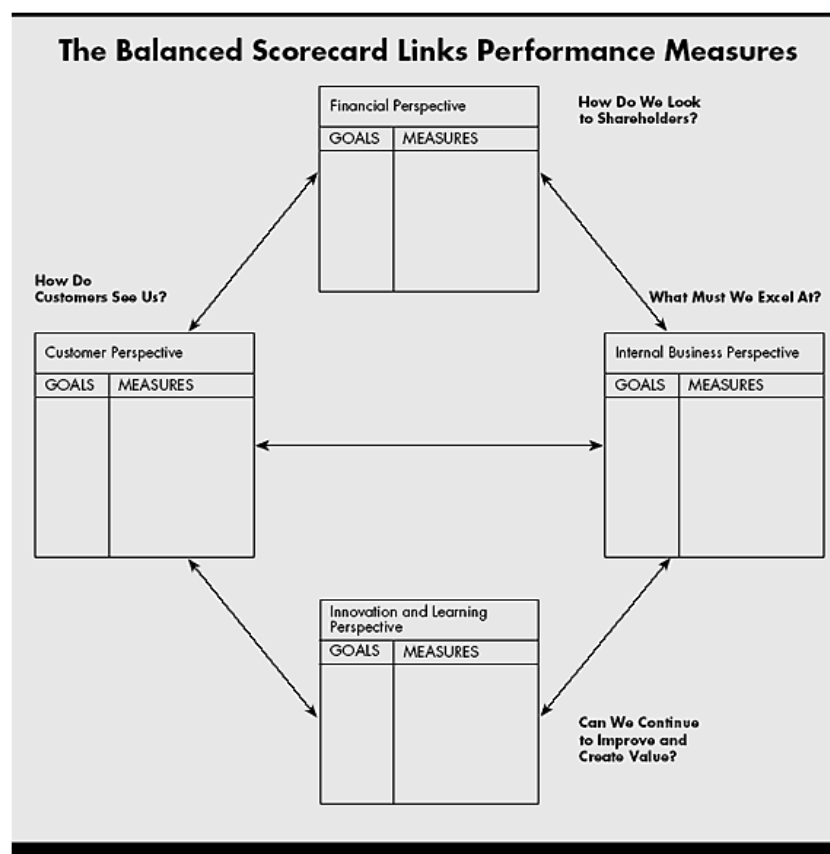 The Balanced Scorecard Links Performance Measures
Financial Perspective
GOALS MEASURES
How Do We Look
to Shareholders?
How Do
Customers See Us?
What Must We Excel At?
Customer Perspective
GOALS MEASURES
Internal Business Perspective
GOALS MEASURES
Innovation and Learning
Perspective
GOALS MEASURES
Can We Continue
to Improve and
Create Value?